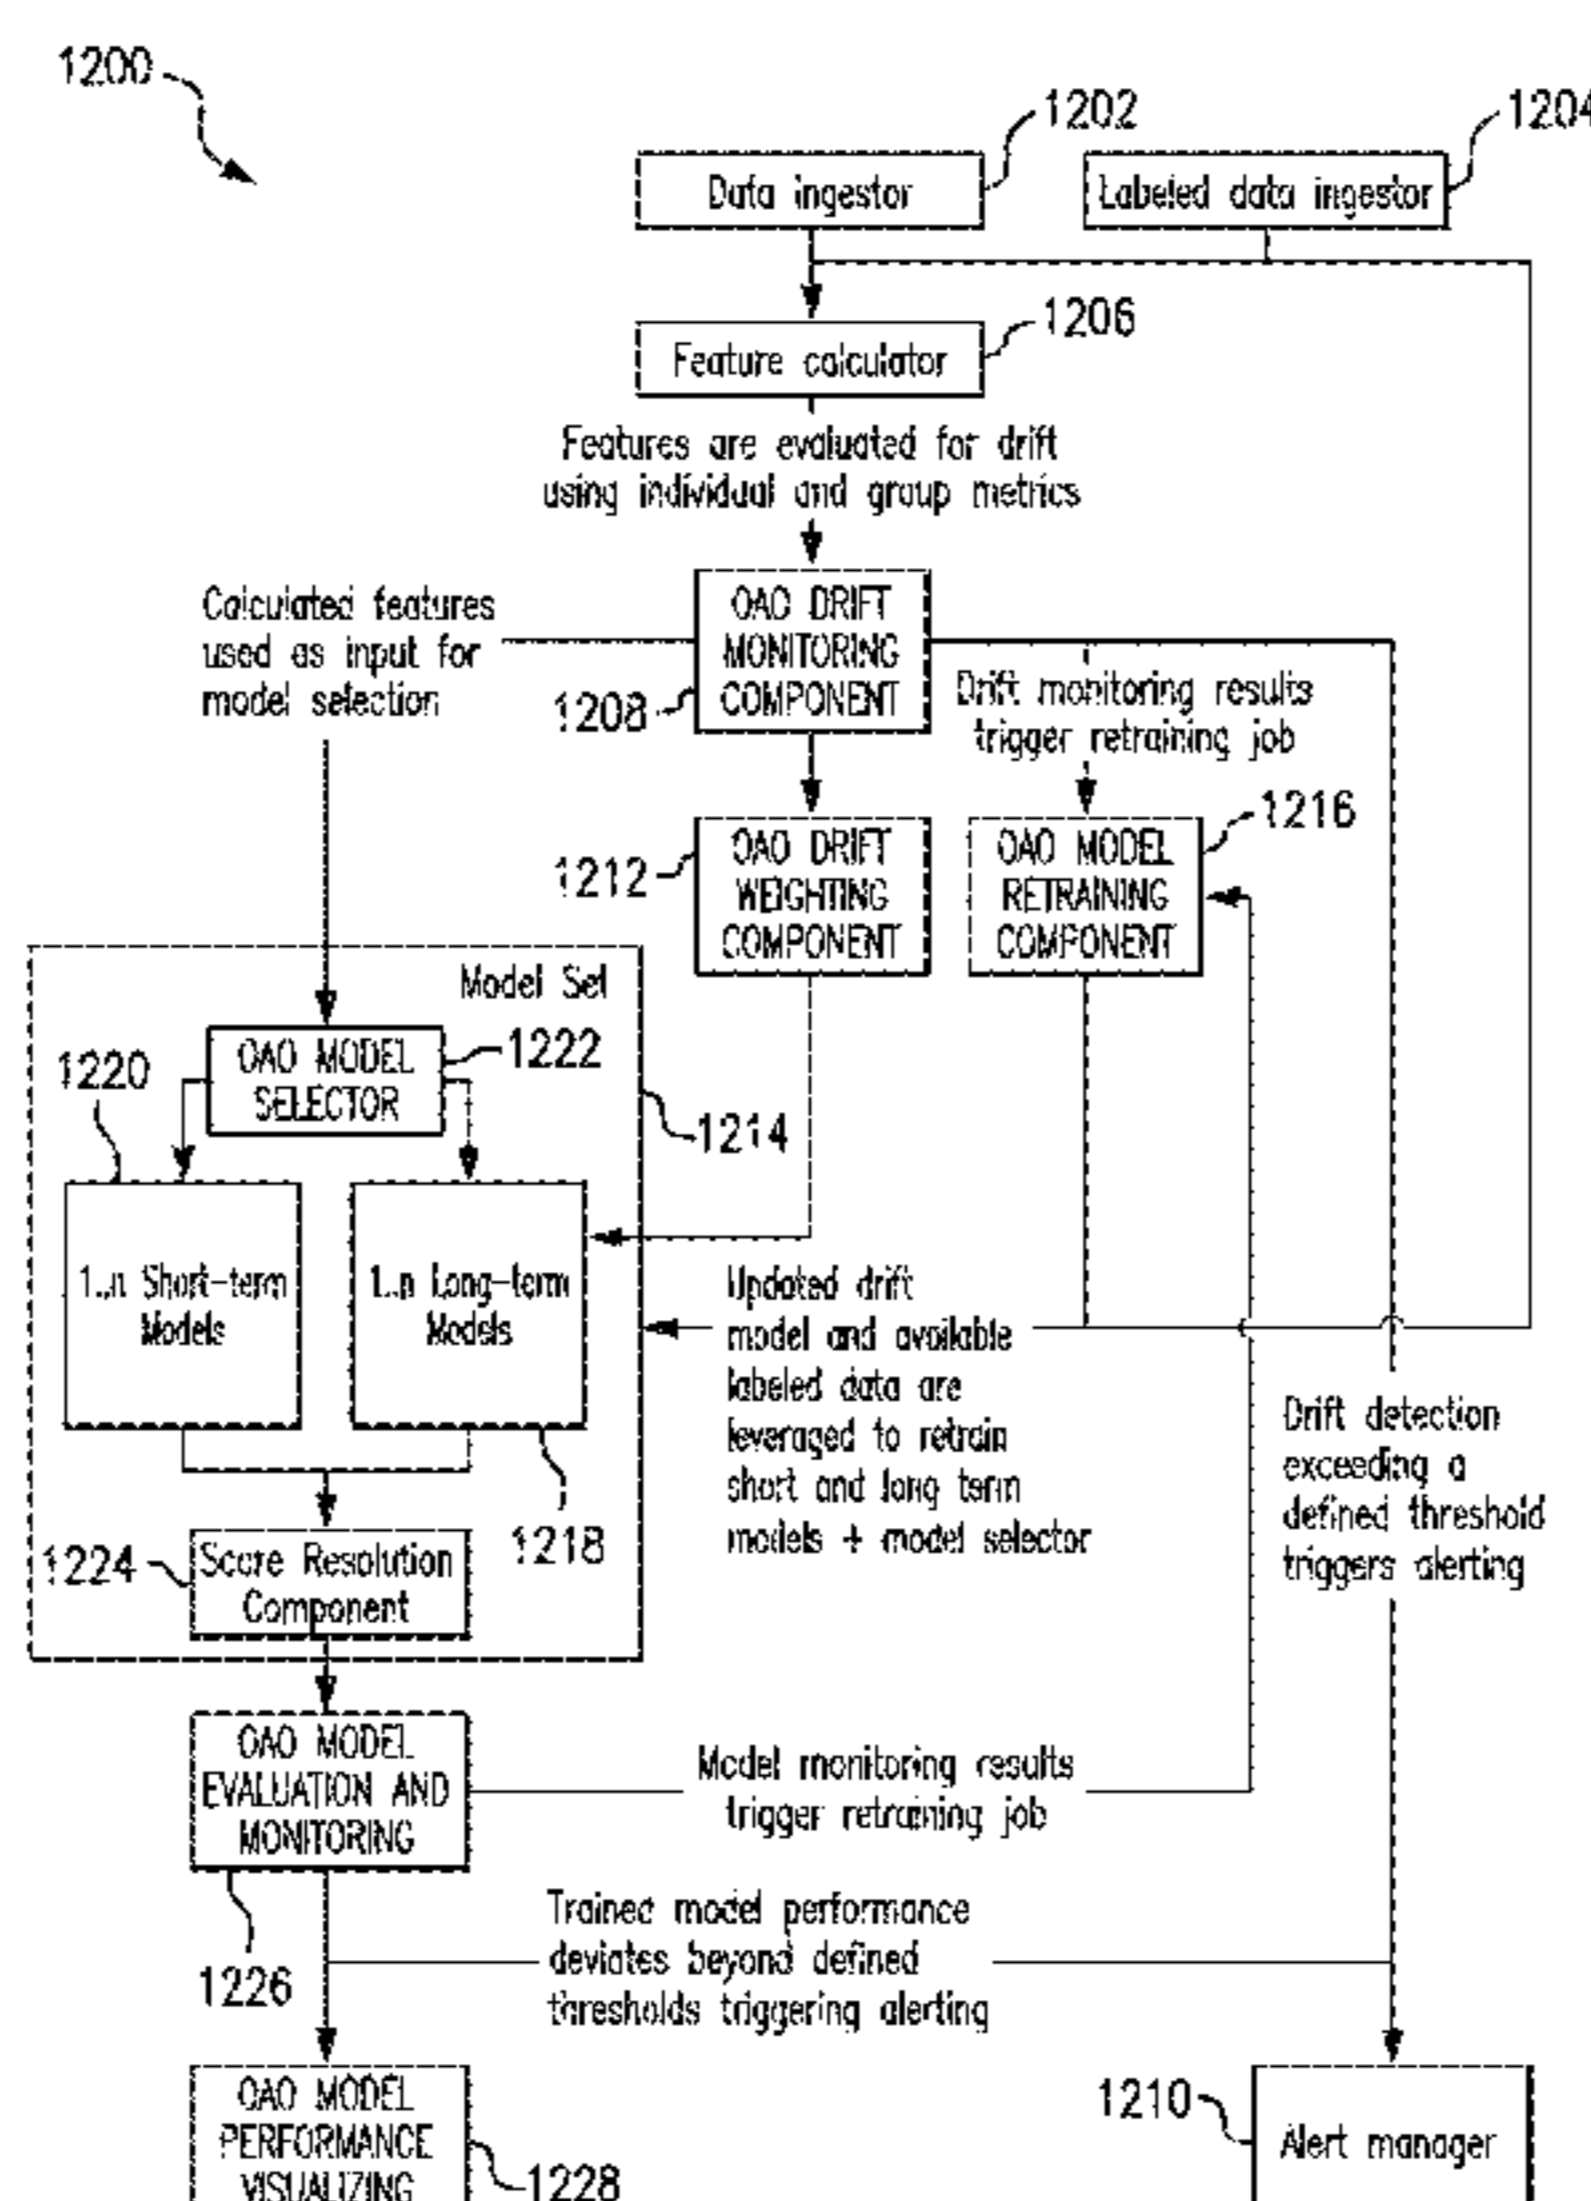 1200
1202
1204
Data ingestor
Labeled data ingestor
1206
Feature calculator
Features are evaluated for drift
using individual and group metrics
Calculated features
used as input for
model selection
OAO DRIFT
MONITORING
COMPONENT
1208
Drift monitoring results
trigger retraining job
1216
OAO DRIFT
WEIGHTING
COMPONENT
1212
OAO MODEL
RETRAINING
COMPONENT
Model Set
OAO MODEL
SELECTOR
1222
1220
1214
1..n Short-term
Models
1..n Long-term
Models
Updated drift
model and available
labeled data are
leveraged to retrain
short and long term
models + model selector
Drift detection
exceeding a
defined threshold
triggers alerting
1218
1224
Score Resolution
Component
OAO MODEL
EVALUATION AND
MONITORING
Model monitoring results
trigger retraining job
1226
Trained model performance
deviates beyond defined
thresholds triggering alerting
OAO MODEL
PERFORMANCE
VISUALIZING
1228
1210
Alert manager